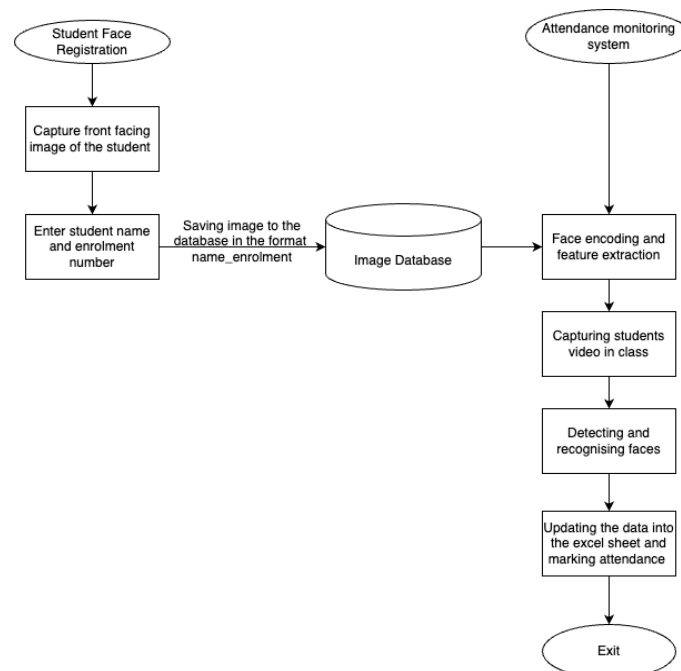 Student Face
Registration
Capture front facing
image of the student
Enter student name
and enrolment
number
Saving image to the
database in the format
name_enrolment
Image Database
Attendance monitoring
system
Face encoding and
feature extraction
Capturing students
video in class
Detecting and
recognising faces
Updating the data into
the excel sheet and
marking attendance
Exit